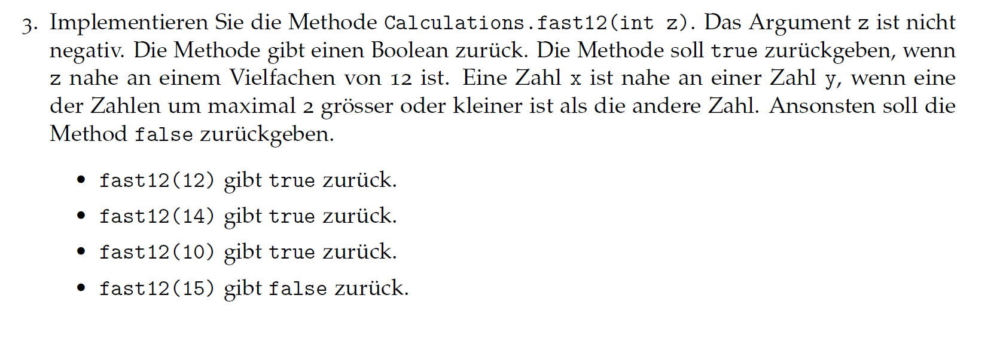 3. Implementieren Sie die Methode Calculations.fast12(int z). Das Argument z ist nicht
negativ. Die Methode gibt einen Boolean zurück. Die Methode soll true zurückgeben, wenn
z nahe an einem Vielfachen von 12 ist. Eine Zahl x ist nahe an einer Zahl y, wenn eine
der Zahlen um maximal 2 grösser oder kleiner ist als die andere Zahl. Ansonsten soll die
Method false zurückgeben.
• fast12(12) gibt true zurück.
• fast12(14) gibt true zurück.
• fast12(10) gibt true zurück.
• fast12(15) gibt false zurück.